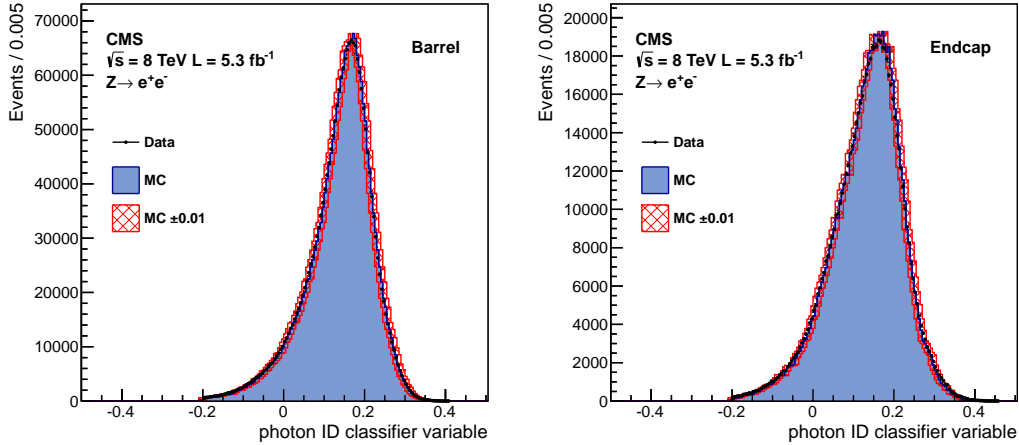 CMS
√s = 8 TeV L = 5.3 fb⁻¹
Z→ e⁺e⁻
Barrel
Data
MC
MC ±0.01
Events / 0.005
70000
60000
50000
40000
30000
20000
10000
0
-0.4
-0.2
0
0.2
0.4
photon ID classifier variable
CMS
√s = 8 TeV L = 5.3 fb⁻¹
Z→ e⁺e⁻
Endcap
Data
MC
MC ±0.01
Events / 0.005
20000
18000
16000
14000
12000
10000
8000
6000
4000
2000
0
-0.4
-0.2
0
0.2
0.4
photon ID classifier variable